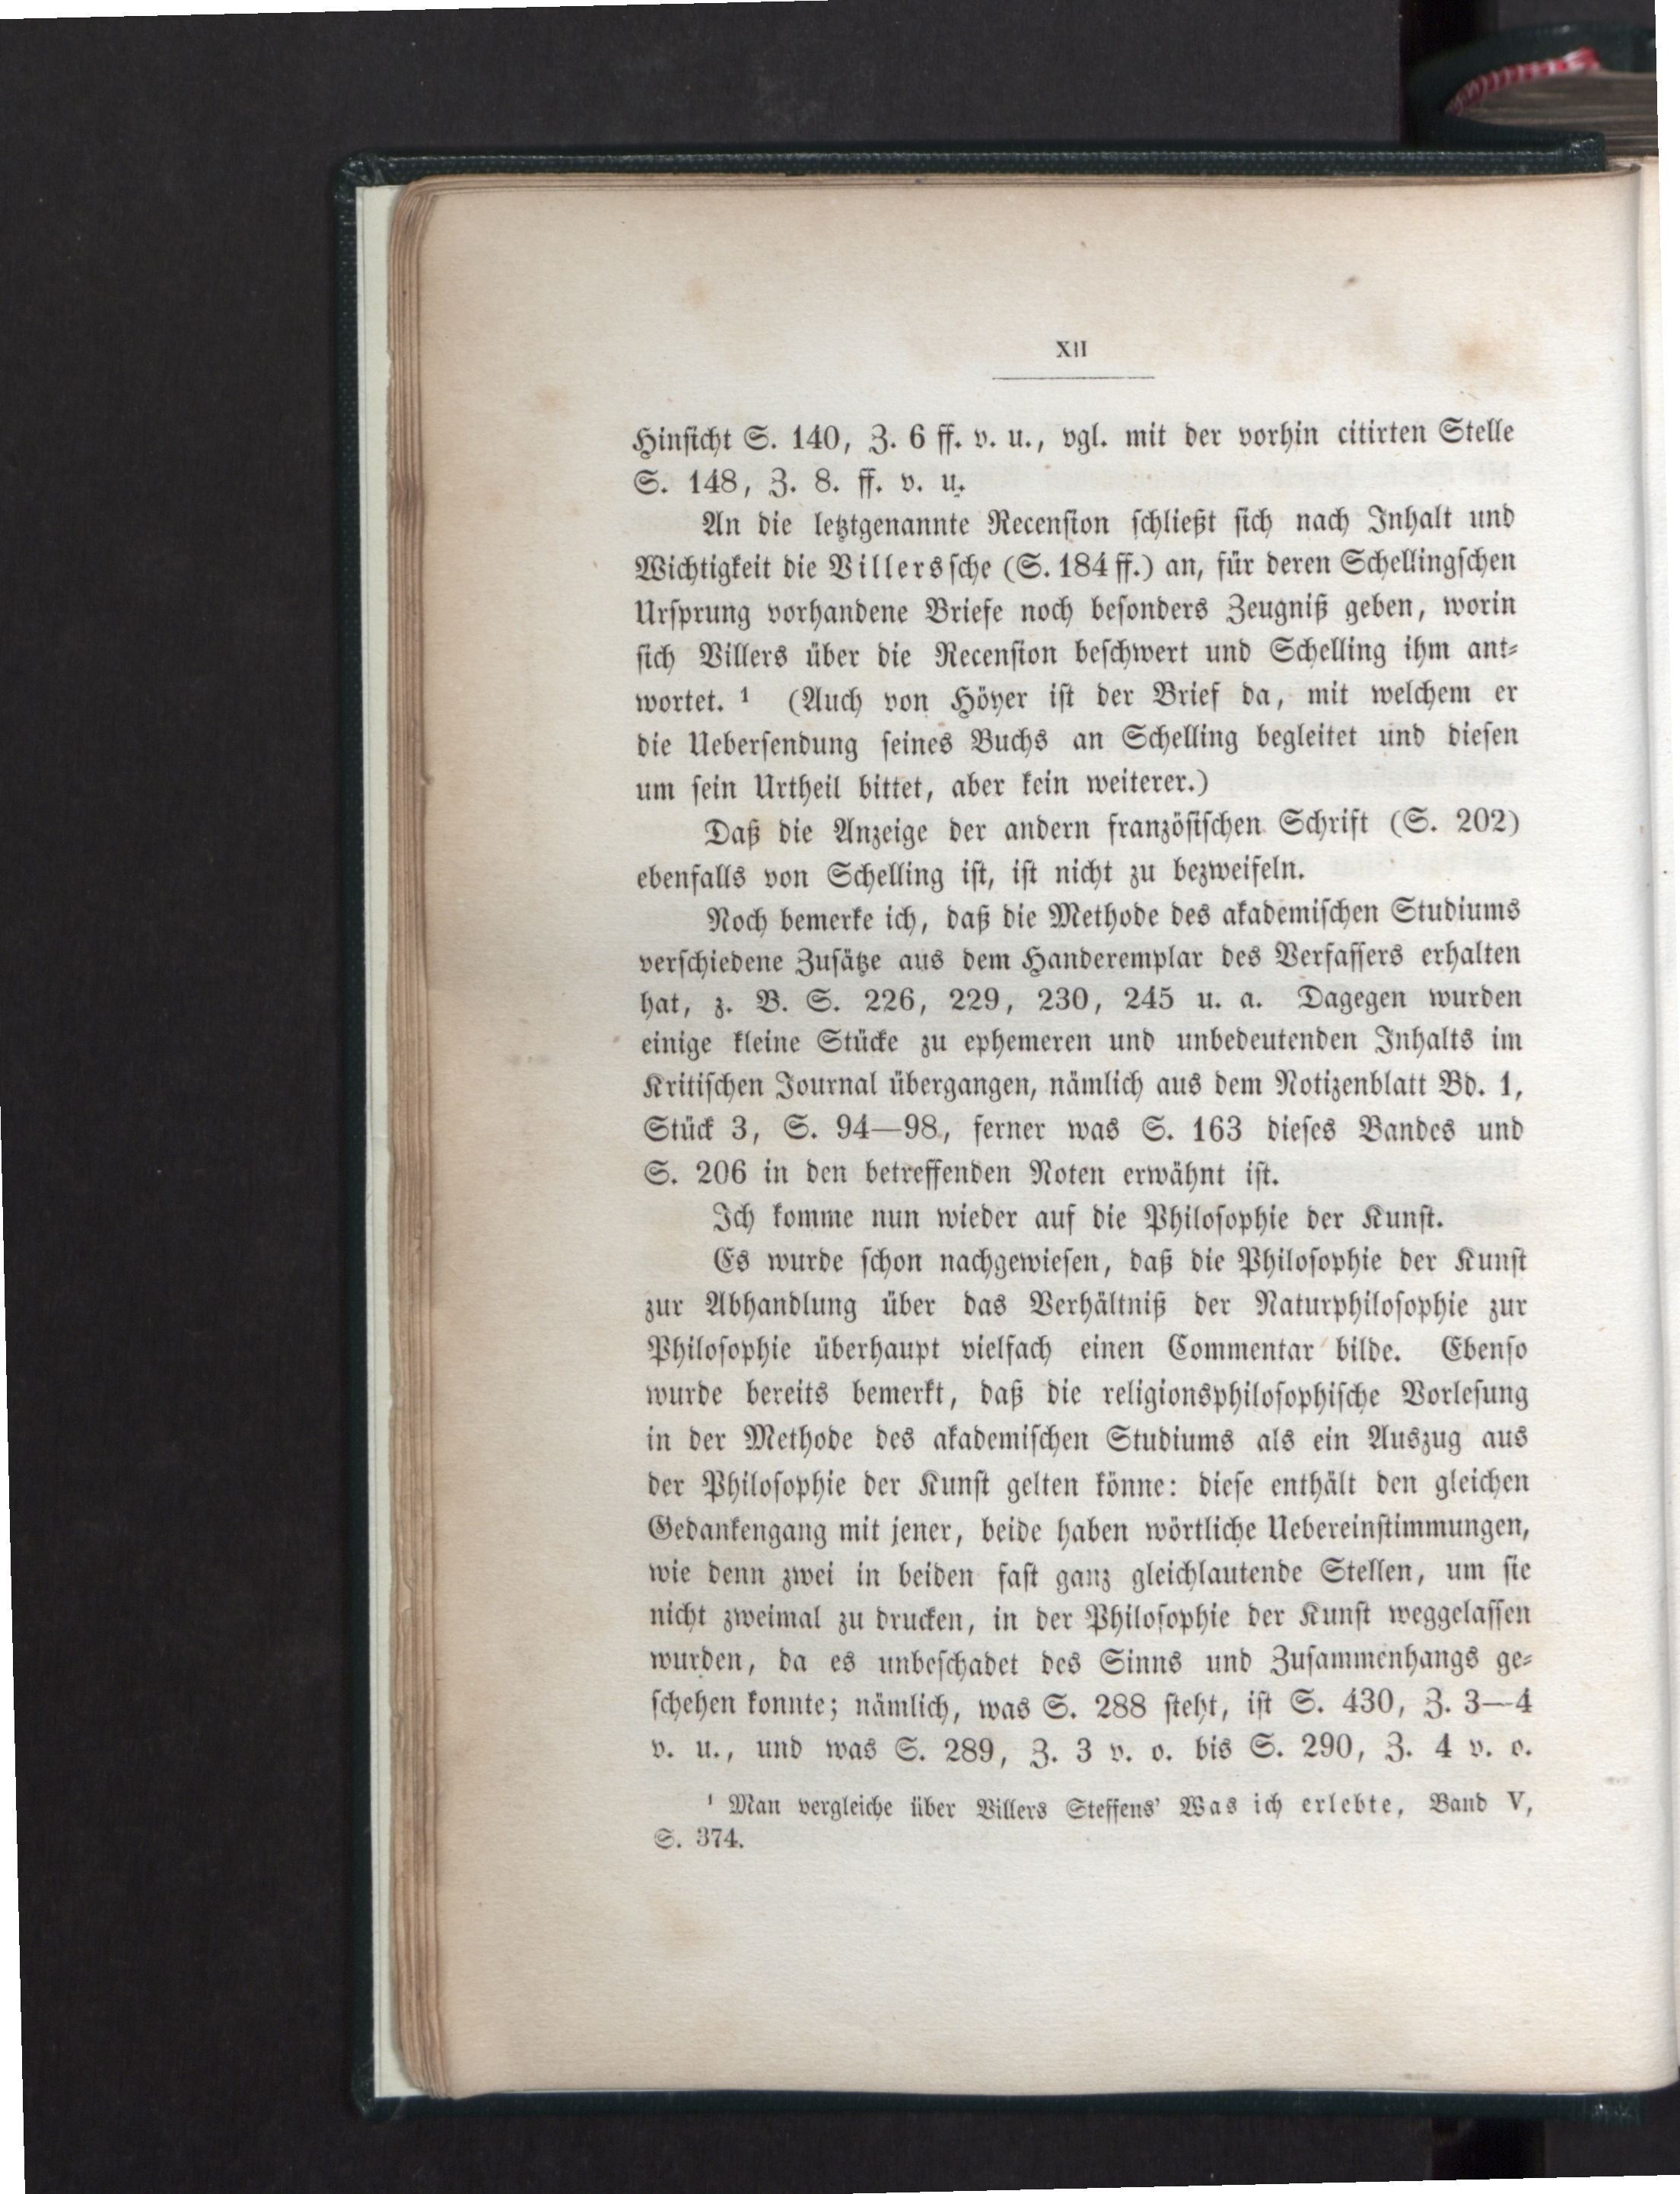 XII
Hinsicht S. 140, Z. 6 ff. v. u., vgl. mit der vorhin citirten Stelle
S. 148, Z. 8. ff. v. u.
An die letztgenannte Recension schließt sich nach Inhalt und
Wichtigkeit die Villerssche (S. 184 ff.) an, für deren Schellingschen
Ursprung vorhandene Briefe noch besonders Zeugniß geben, worin
sich Villers über die Recension beschwert und Schelling ihm ant-
wortet. ¹ (Auch von Höyer ist der Brief da, mit welchem er
die Uebersendung seines Buchs an Schelling begleitet und diesen
um sein Urtheil bittet, aber kein weiterer.)
Daß die Anzeige der andern französischen Schrift (S. 202)
ebenfalls von Schelling ist, ist nicht zu bezweifeln.
Noch bemerke ich, daß die Methode des akademischen Studiums
verschiedene Zusätze aus dem Handexemplar des Verfassers erhalten
hat, z. B. S. 226, 229, 230, 245 u. a. Dagegen wurden
einige kleine Stücke zu ephemeren und unbedeutenden Inhalts im
Kritischen Journal übergangen, nämlich aus dem Notizenblatt Bd. 1,
Stück 3, S. 94—98, ferner was S. 163 dieses Bandes und
S. 206 in den betreffenden Noten erwähnt ist.
Ich komme nun wieder auf die Philosophie der Kunst.
Es wurde schon nachgewiesen, daß die Philosophie der Kunst
zur Abhandlung über das Verhältniß der Naturphilosophie zur
Philosophie überhaupt vielfach einen Commentar bilde. Ebenso
wurde bereits bemerkt, daß die religionsphilosophische Vorlesung
in der Methode des akademischen Studiums als ein Auszug aus
der Philosophie der Kunst gelten könne: diese enthält den gleichen
Gedankengang mit jener, beide haben wörtliche Uebereinstimmungen,
wie denn zwei in beiden fast ganz gleichlautende Stellen, um sie
nicht zweimal zu drucken, in der Philosophie der Kunst weggelassen
wurden, da es unbeschadet des Sinns und Zusammenhangs ge-
schehen konnte; nämlich, was S. 288 steht, ist S. 430, Z. 3—4
v. u., und was S. 289, Z. 3 v. o. bis S. 290, Z. 4 v. o.
¹ Man vergleiche über Villers Steffens' Was ich erlebte, Band V,
S. 374.